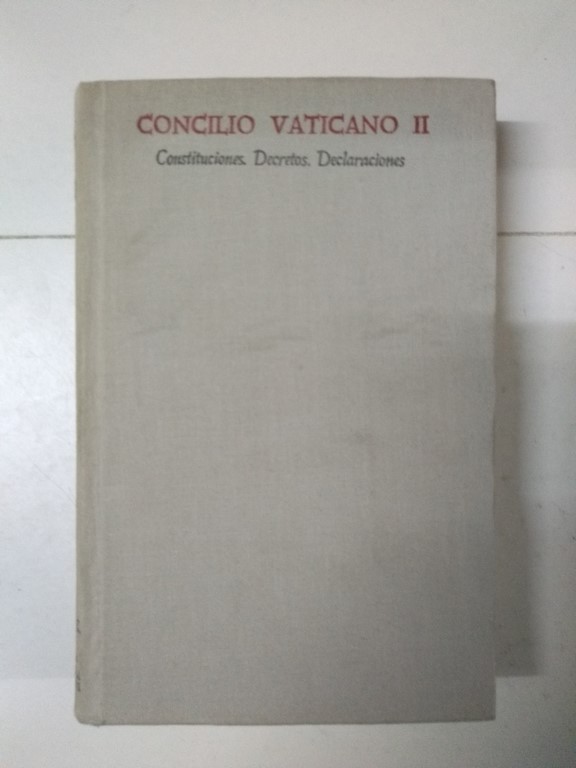 CONCILIO VATICANO II
Constituciones. Decretos. Declaraciones